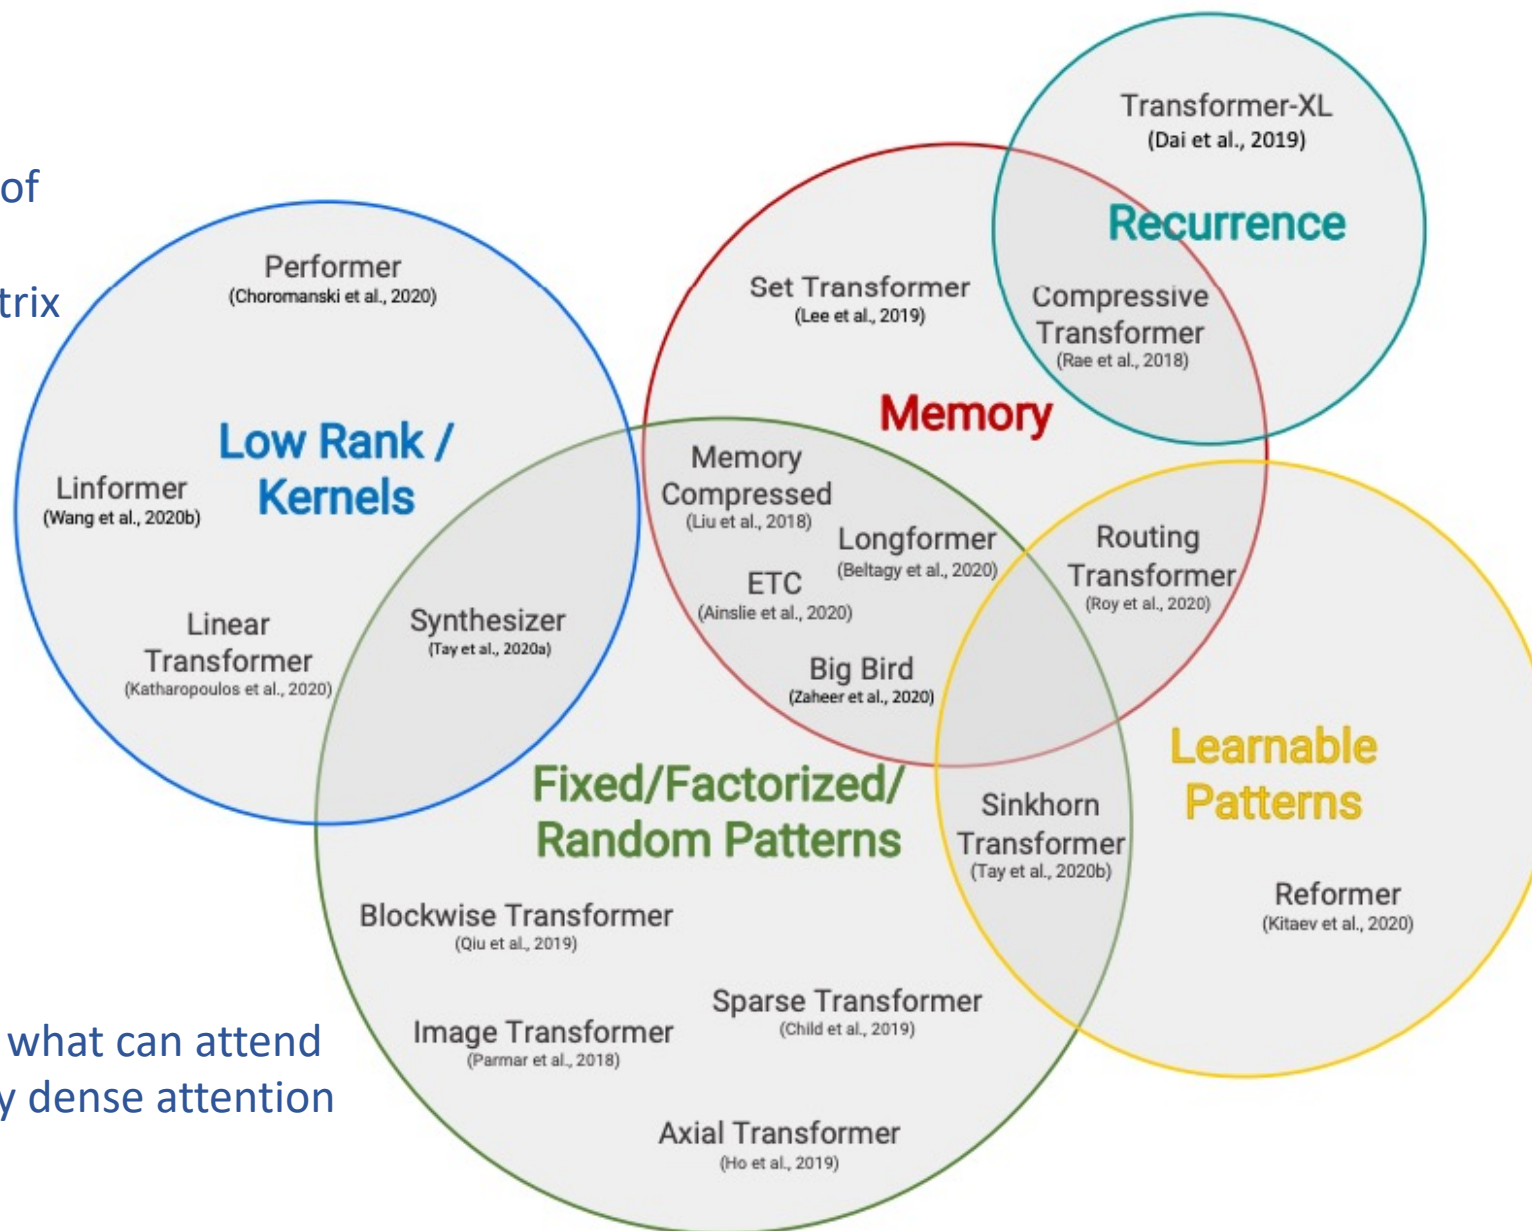 of
trix
Performer
(Choromanski et al., 2020)
Low Rank /
Kernels
Linformer
(Wang et al., 2020b)
Linear
Transformer
(Katharopoulos et al., 2020)
Synthesizer
(Tay et al., 2020a)
Transformer-XL
(Dai et al., 2019)
Recurrence
Compressive
Transformer
(Rae et al., 2018)
Set Transformer
(Lee et al., 2019)
Memory
Memory
Compressed
(Liu et al., 2018)
Longformer
(Beltagy et al., 2020)
ETC
(Ainslie et al., 2020)
Big Bird
(Zaheer et al., 2020)
Routing
Transformer
(Roy et al., 2020)
Learnable
Patterns
Sinkhorn
Transformer
(Tay et al., 2020b)
Reformer
(Kitaev et al., 2020)
Fixed/Factorized/
Random Patterns
Blockwise Transformer
(Qiu et al., 2019)
Sparse Transformer
(Child et al., 2019)
Image Transformer
(Parmar et al., 2018)
Axial Transformer
(Ho et al., 2019)
what can attend
y dense attention